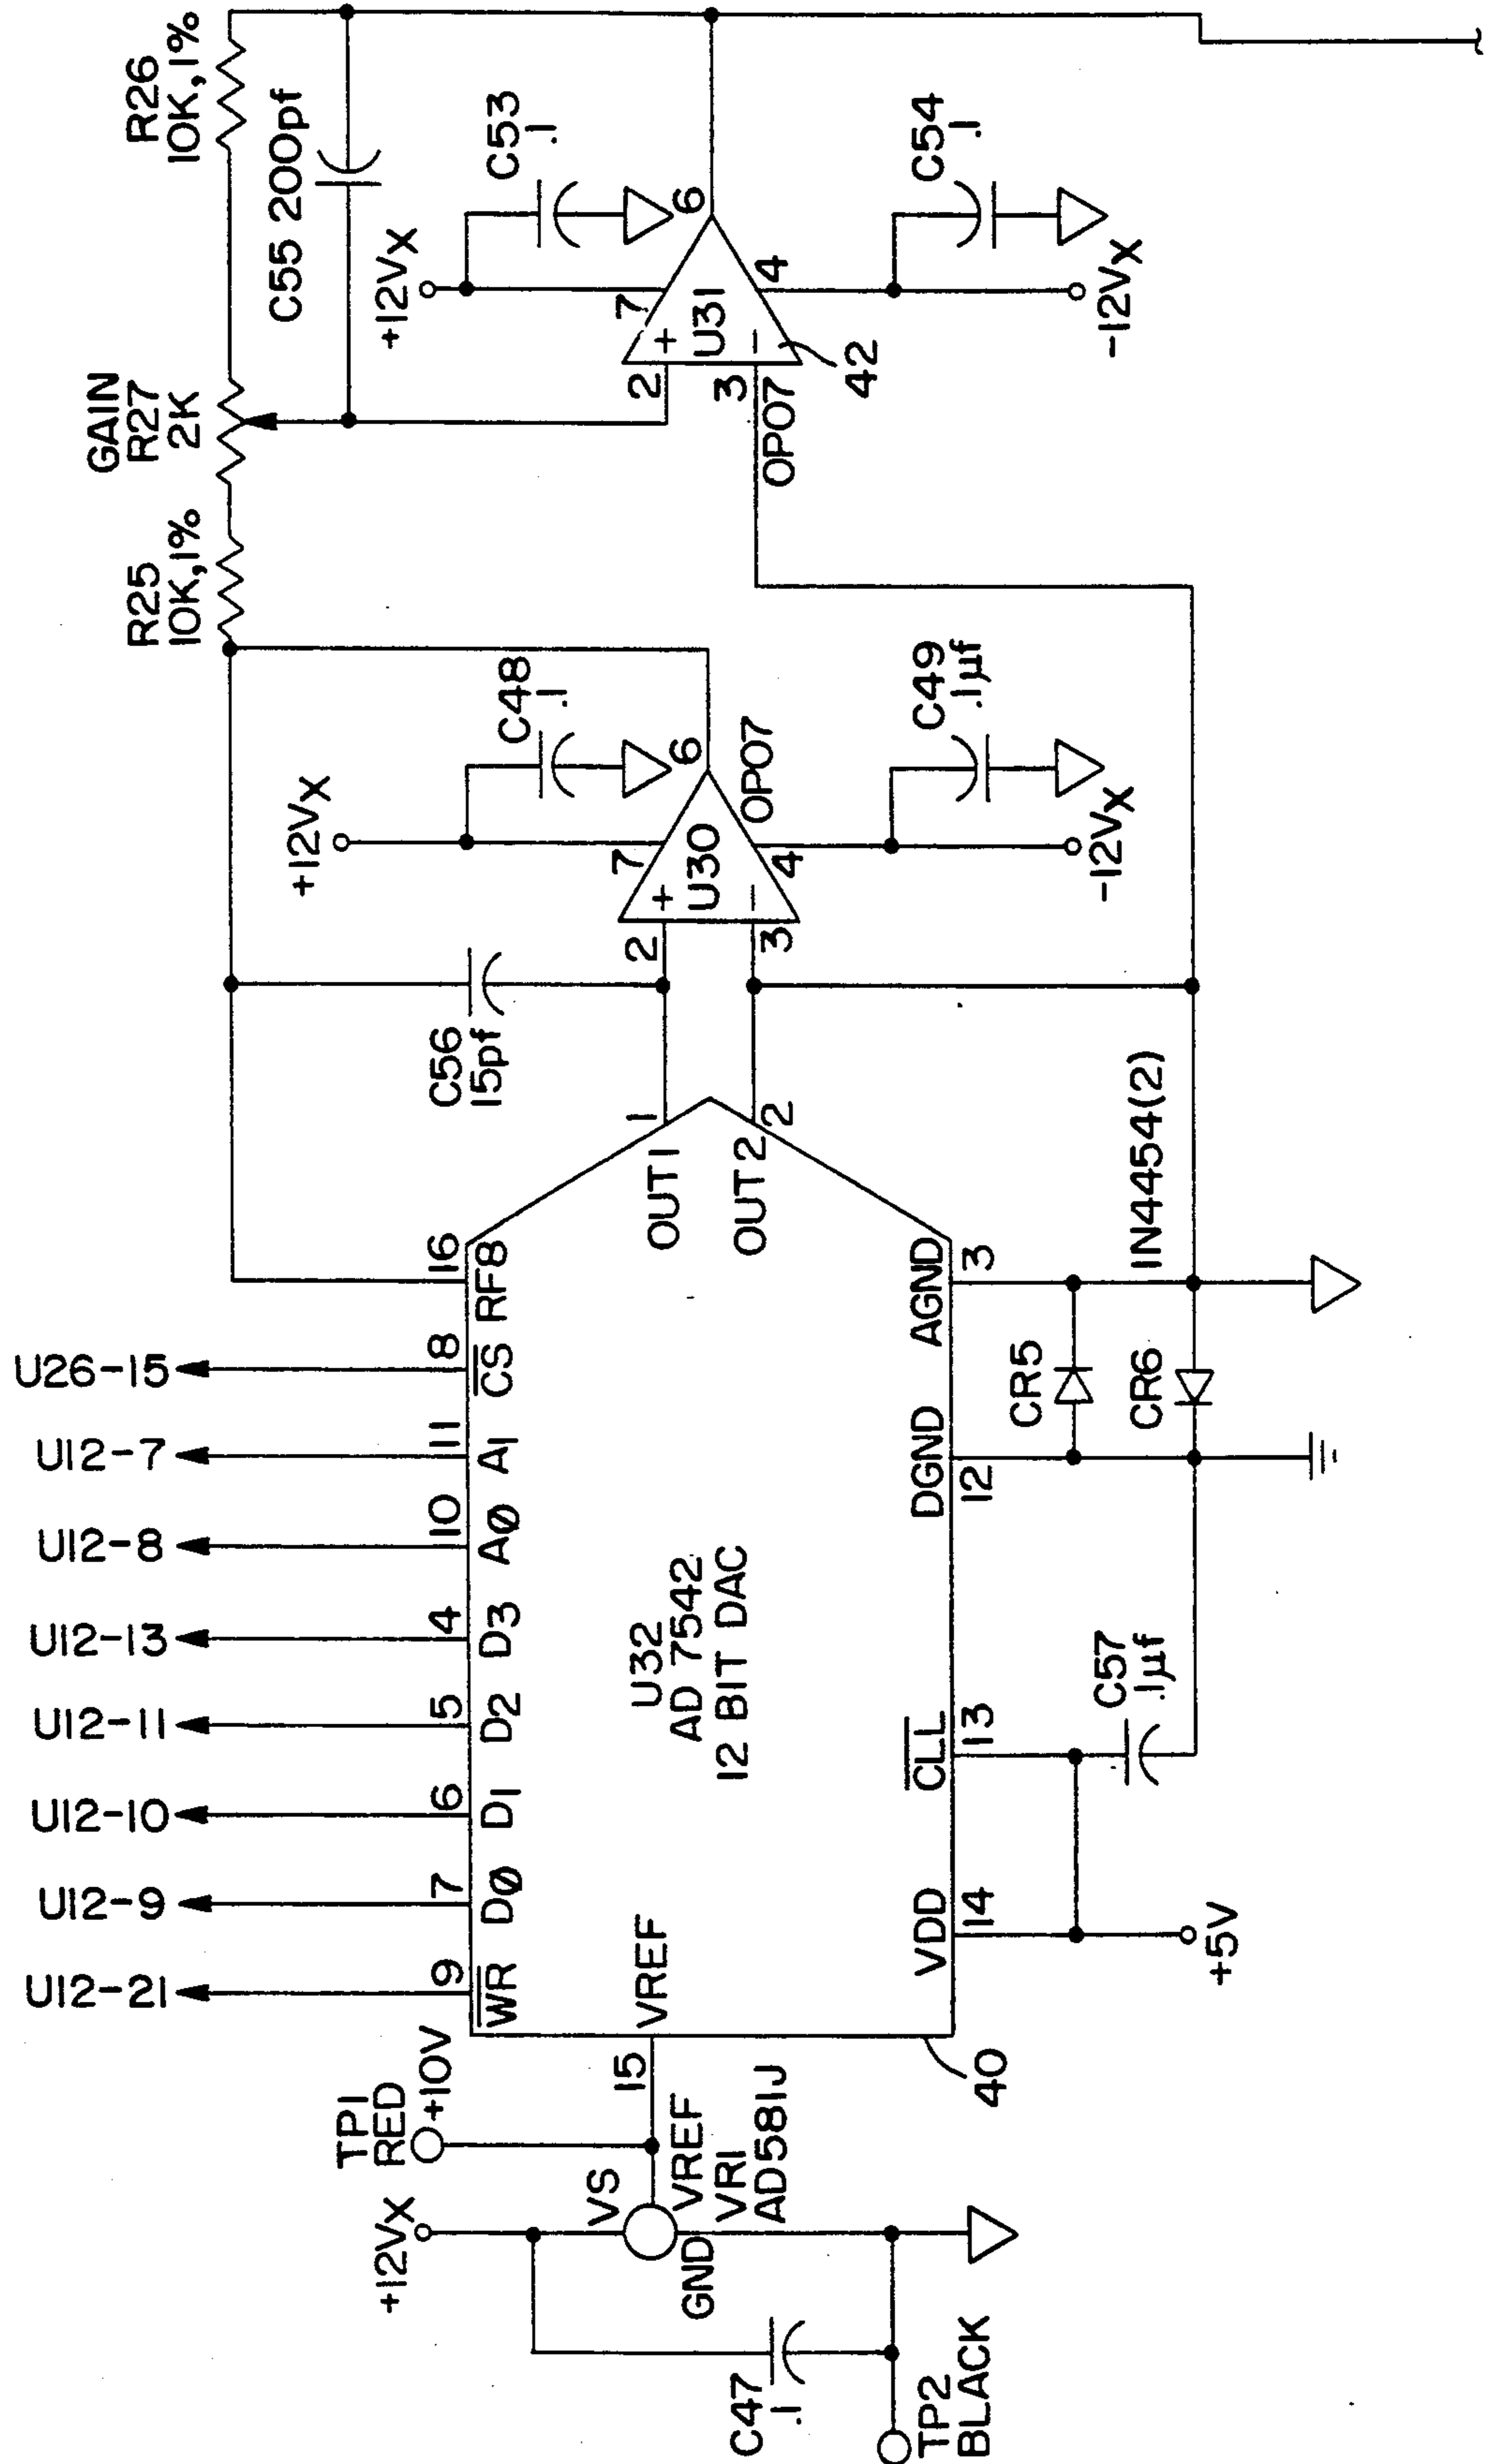 TP1
RED
+10V
+12VX
VS
VREF
VR1
AD581J
GND
C47
.1
TP2
BLACK
15
VREF
U12-21
U12-9
U12-10
U12-11
U12-13
U12-8
U12-7
U26-15
9
7
6
5
4
10
11
8
16
WR
DØ
D1
D2
D3
AØ
A1
CS
RFB
U32
AD 7542
12 BIT DAC
OUT1
1
OUT2
2
VDD
CLL
DGND
AGND
14
13
12
3
40
+5V
C57
.1µf
CR5
CR6
1N4454(2)
C56
15pf
2
3
+
U30
-
7
4
6
OP07
+12VX
C48
.1
-12VX
C49
.1µf
R25
10K,1%
GAIN
R27
2K
R26
10K,1%
C55 200pf
+12VX
C53
.1
2
3
OP07
+
U31
-
7
4
6
42
-12VX
C54
.1